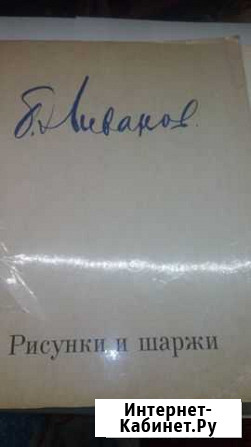 Б. Ливанов.
Рисунки и шаржи
Интернет-
Кабинет.Ру